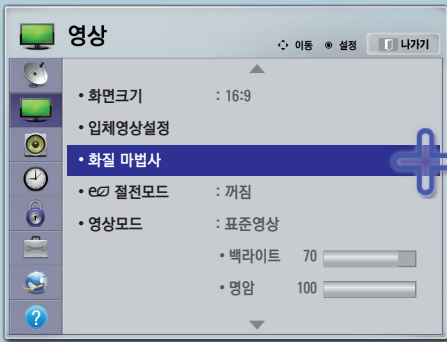 영상
이동 설정 나가기
• 화면크기 : 16:9
• 입체영상설정
• 화질 마법사
• e 절전모드 : 꺼짐
• 영상모드 : 표준영상
• 백라이트 70
• 명암 100
?